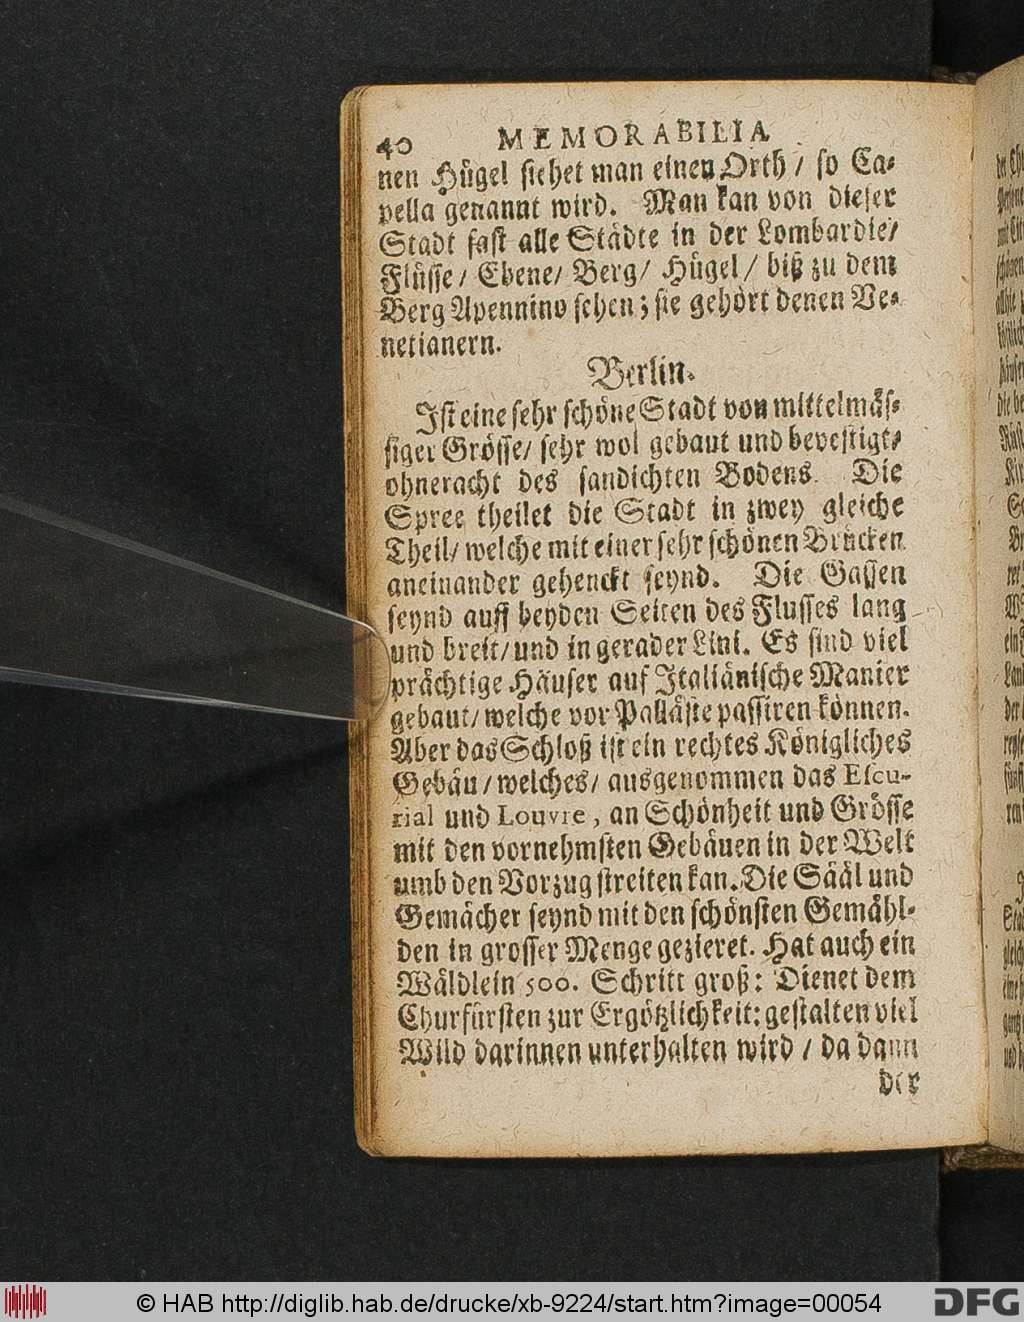 40 MEMORABILIA
nen Hügel siehet man einen Orth / so Ca-
pella genannt wird. Man kan von dieser
Stadt fast alle Städte in der Lombardie/
Flüsse / Ebene / Berg / Hügel / biß zu dem
Berg Apennino sehen; sie gehört denen Ve-
netianern.
Berlin.
Ist eine sehr schöne Stadt von mittelmäs-
siger Grösse / sehr wol gebaut und bevestigt/
ohneracht des sandichten Bodens. Die
Spree theilet die Stadt in zwey gleiche
Theil / welche mit einer sehr schönen Brücken
aneinander gehenckt seynd. Die Gassen
seynd auff beyden Seiten des Flusses lang
und breit / und in gerader Lini. Es sind viel
prächtige Häuser auf Italiänische Manier
gebaut / welche vor Palläste passiren können.
Aber das Schloß ist ein rechtes Königliches
Gebäu / welches / ausgenommen das Escu-
rial und Louvre, an Schönheit und Grösse
mit den vornehmsten Gebäuen in der Welt
umb den Vorzug streiten kan. Die Sääl und
Gemächer seynd mit den schönsten Gemähl-
den in grosser Menge gezieret. Hat auch ein
Wäldlein 500. Schritt groß: Dienet dem
Churfürsten zur Ergötzlichkeit: gestalten viel
Wild darinnen unterhalten wird / da dann
der
© HAB http://diglib.hab.de/drucke/xb-9224/start.htm?image=00054
DFG